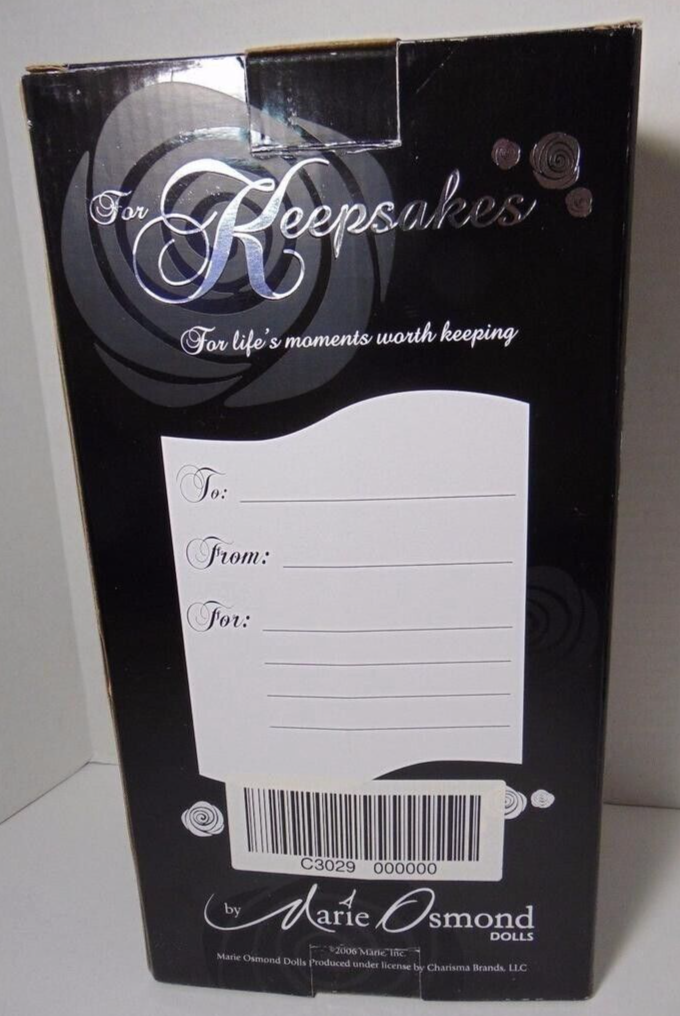 For Keepsakes
For life's moments worth keeping
To:
From:
For:
C3029 000000
by Marie Osmond
DOLLS
©2006 Marie, Inc.
Marie Osmond Dolls Produced under license by Charisma Brands, LLC